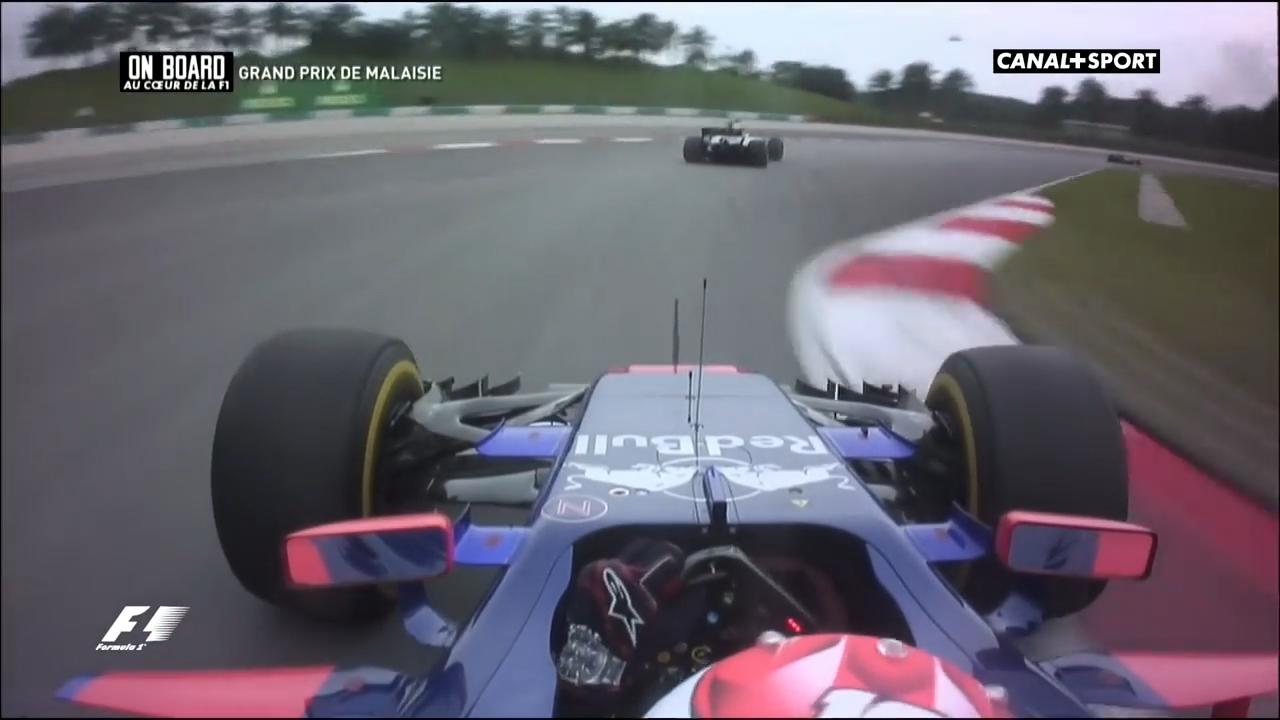 ON BOARD
AU CŒUR DE LA F1
GRAND PRIX DE MALAISIE
CANAL+SPORT
Red Bull
F1
Formula 1